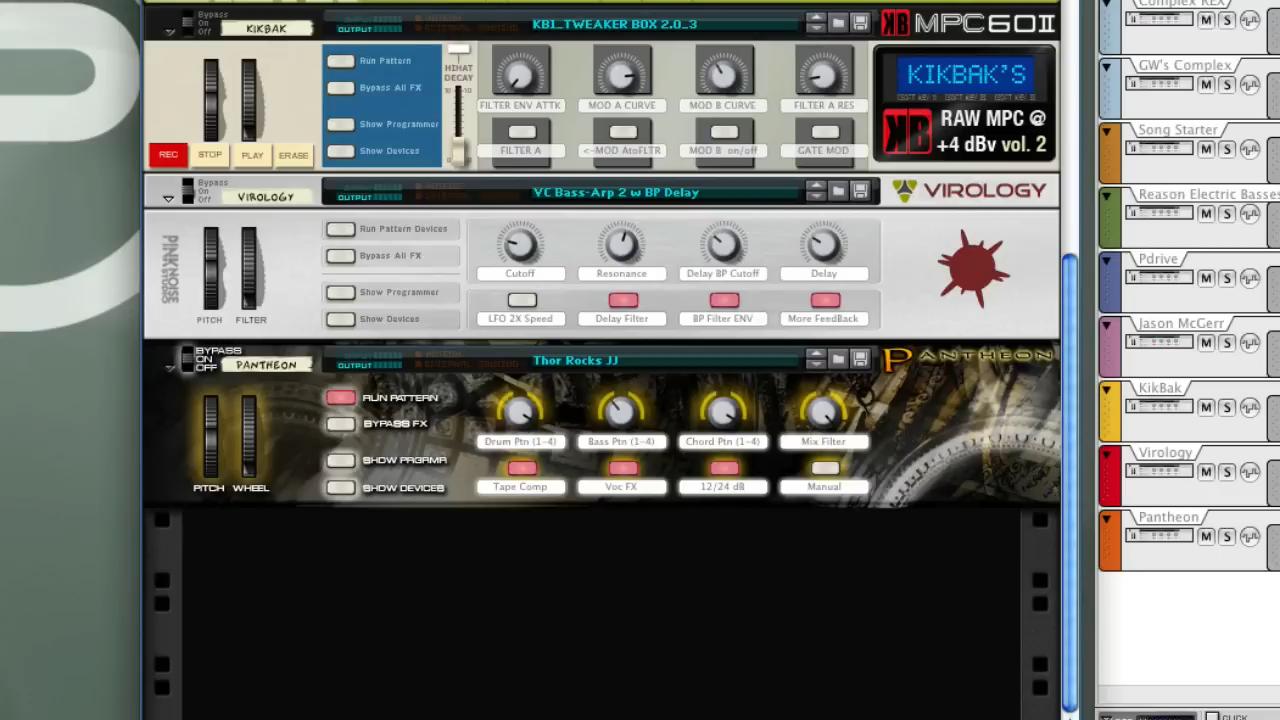 Complex REX
M S
Bypass
On
Off
KIKBAK
OUTPUT
KB1_TWEAKER BOX 2.0_3
KB MPC60II
Run Pattern
Bypass All FX
Show Programmer
Show Devices
HIHAT
DECAY
FILTER ENV ATTK
MOD A CURVE
MOD B CURVE
FILTER A RES
FILTER A
<-MOD AtoFLTR
MOD B on/off
GATE MOD
REC
STOP
PLAY
ERASE
KIKBAK'S
KB
RAW MPC @
+4 dBv vol. 2
GW's Complex
M S
Song Starter
M S
Bypass
On
Off
VIROLOGY
OUTPUT
VC Bass-Arp 2 w BP Delay
VIROLOGY
Reason Electric Basses
M S
PINKNOISE
STUDIO
PITCH
FILTER
Run Pattern Devices
Bypass All FX
Show Programmer
Show Devices
Cutoff
Resonance
Delay BP Cutoff
Delay
LFO 2X Speed
Delay Filter
BP Filter ENV
More FeedBack
Pdrive
M S
Jason McGerr
M S
BYPASS
ON
OFF
PANTHEON
OUTPUT
Thor Rocks JJ
PANTHEON
KikBak
M S
PITCH
WHEEL
RUN PATTERN
BYPASS FX
SHOW PRGAMR
SHOW DEVICES
Drum Ptn (1-4)
Bass Ptn (1-4)
Chord Ptn (1-4)
Mix Filter
Tape Comp
Voc FX
12/24 dB
Manual
Virology
M S
Pantheon
M S
CLICK